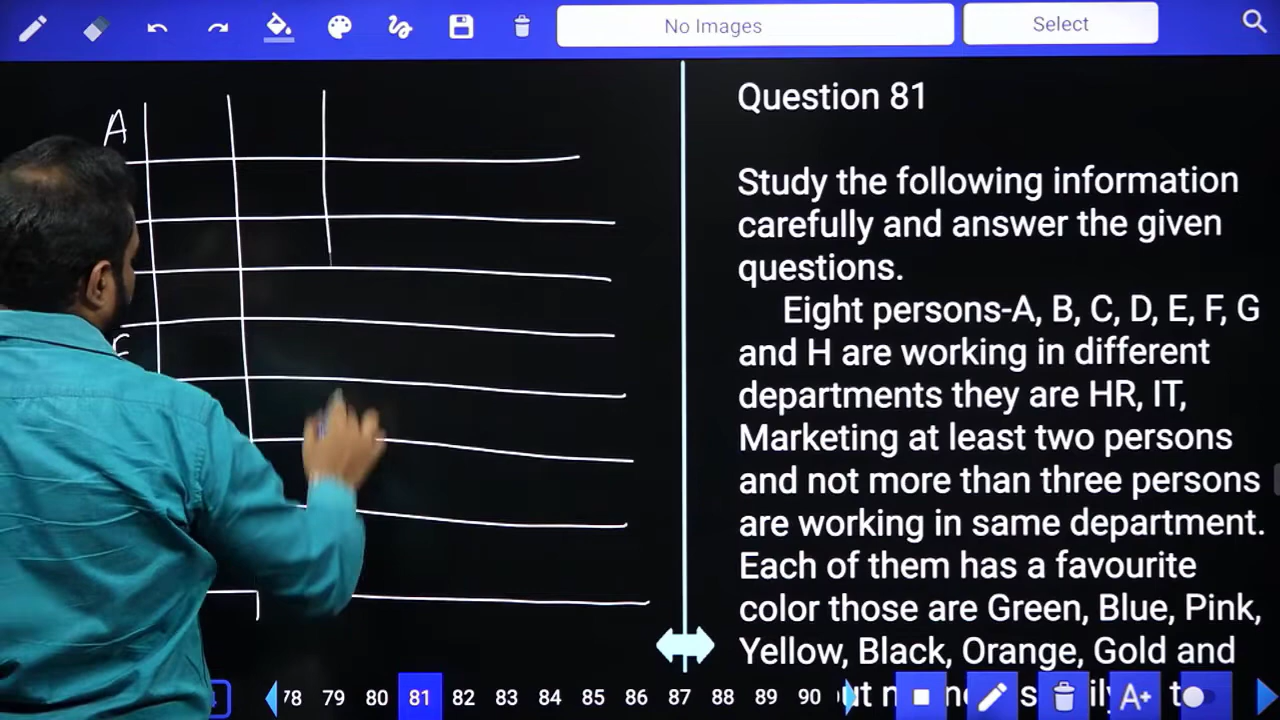 No Images
Select
A
Question 81
Study the following information
carefully and answer the given
questions.
Eight persons-A, B, C, D, E, F, G
and H are working in different
departments they are HR, IT,
Marketing at least two persons
and not more than three persons
are working in same department.
Each of them has a favourite
color those are Green, Blue, Pink,
Yellow, Black, Orange, Gold and
78 79 80 81 82 83 84 85 86 87 88 89 90
A+